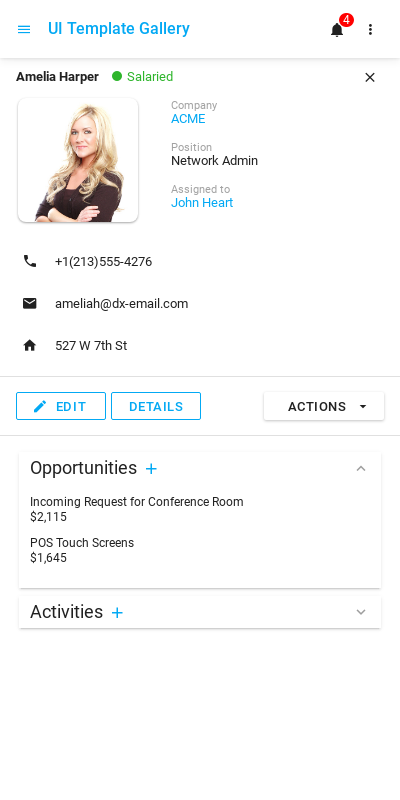 UI Template Gallery
4
Amelia Harper
Salaried
Company
ACME
Position
Network Admin
Assigned to
John Heart
+1(213)555-4276
ameliah@dx-email.com
527 W 7th St
EDIT
DETAILS
ACTIONS
Opportunities
Incoming Request for Conference Room
$2,115
POS Touch Screens
$1,645
Activities